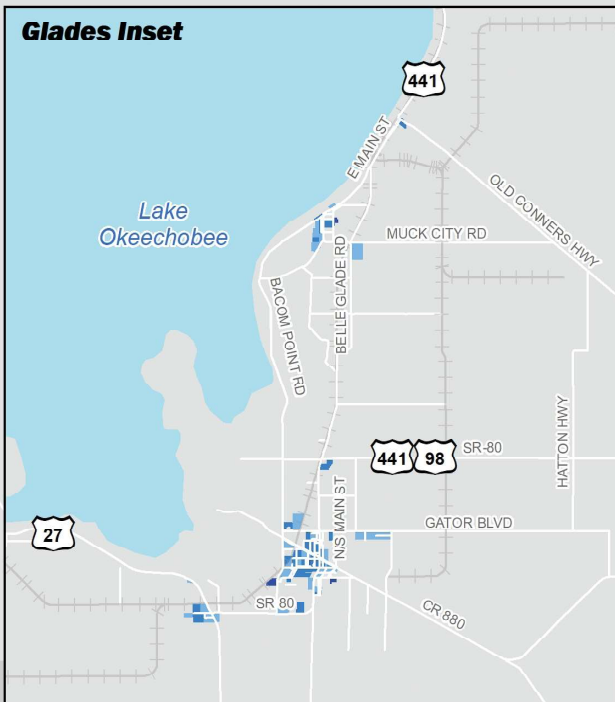 Glades Inset
441
E MAIN ST
OLD CONNERS HWY
Lake
Okeechobee
MUCK CITY RD
BELLE GLADE RD
BACOM POINT RD
HATTON HWY
441
98
SR-80
N.S MAIN ST
27
GATOR BLVD
SR 80
CR 880